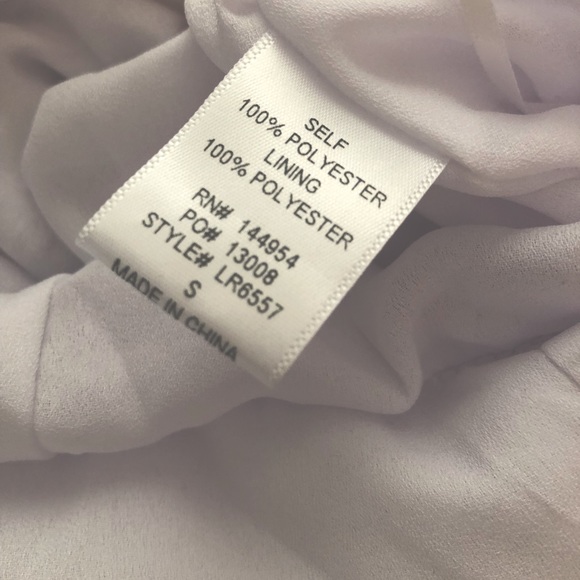 SELF
100% POLYESTER
LINING
100% POLYESTER
RN# 144954
PO# 13008
STYLE# LR6557
S
MADE IN CHINA